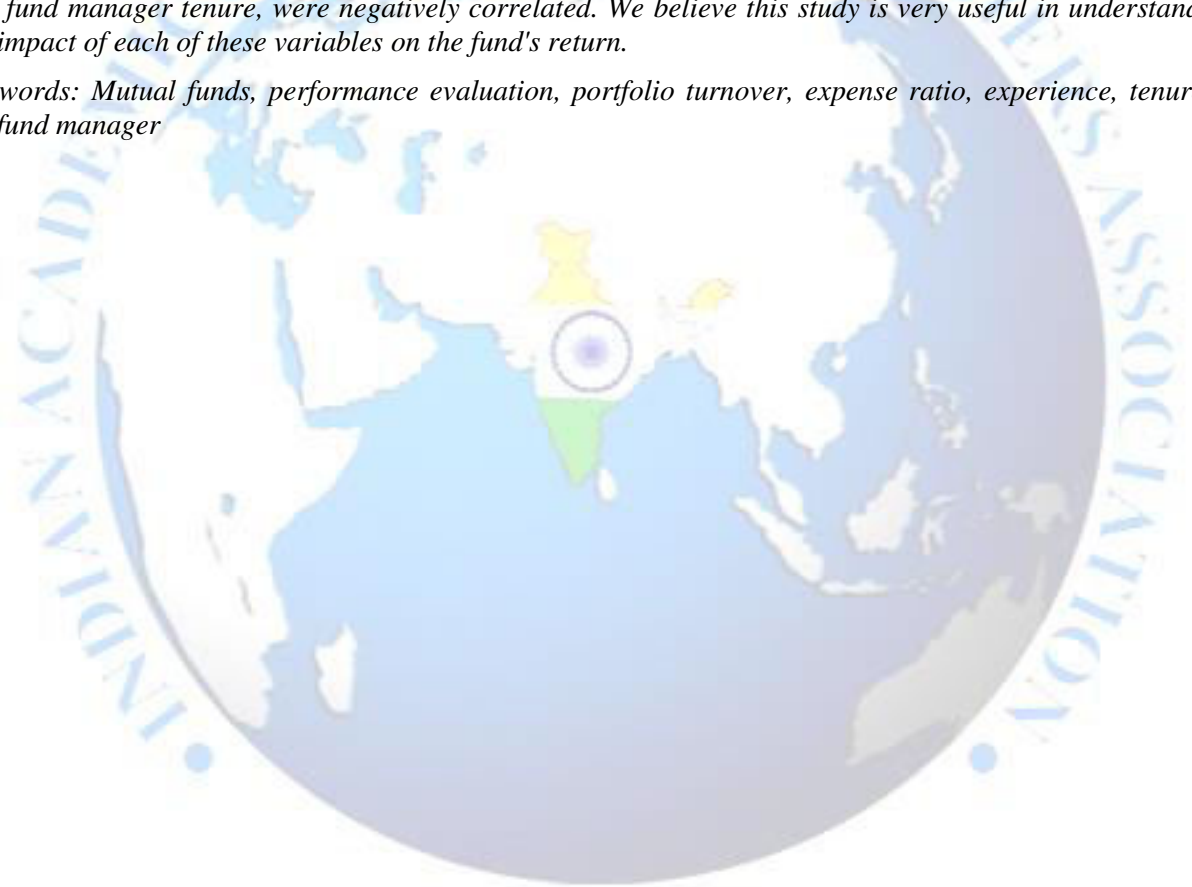 fund manager tenure, were negatively correlated. We believe this study is very useful in understand
impact of each of these variables on the fund's return.
words: Mutual funds, performance evaluation, portfolio turnover, expense ratio, experience, tenur
fund manager
INDIAN ACADEMIC
ERS ASSOCIATION